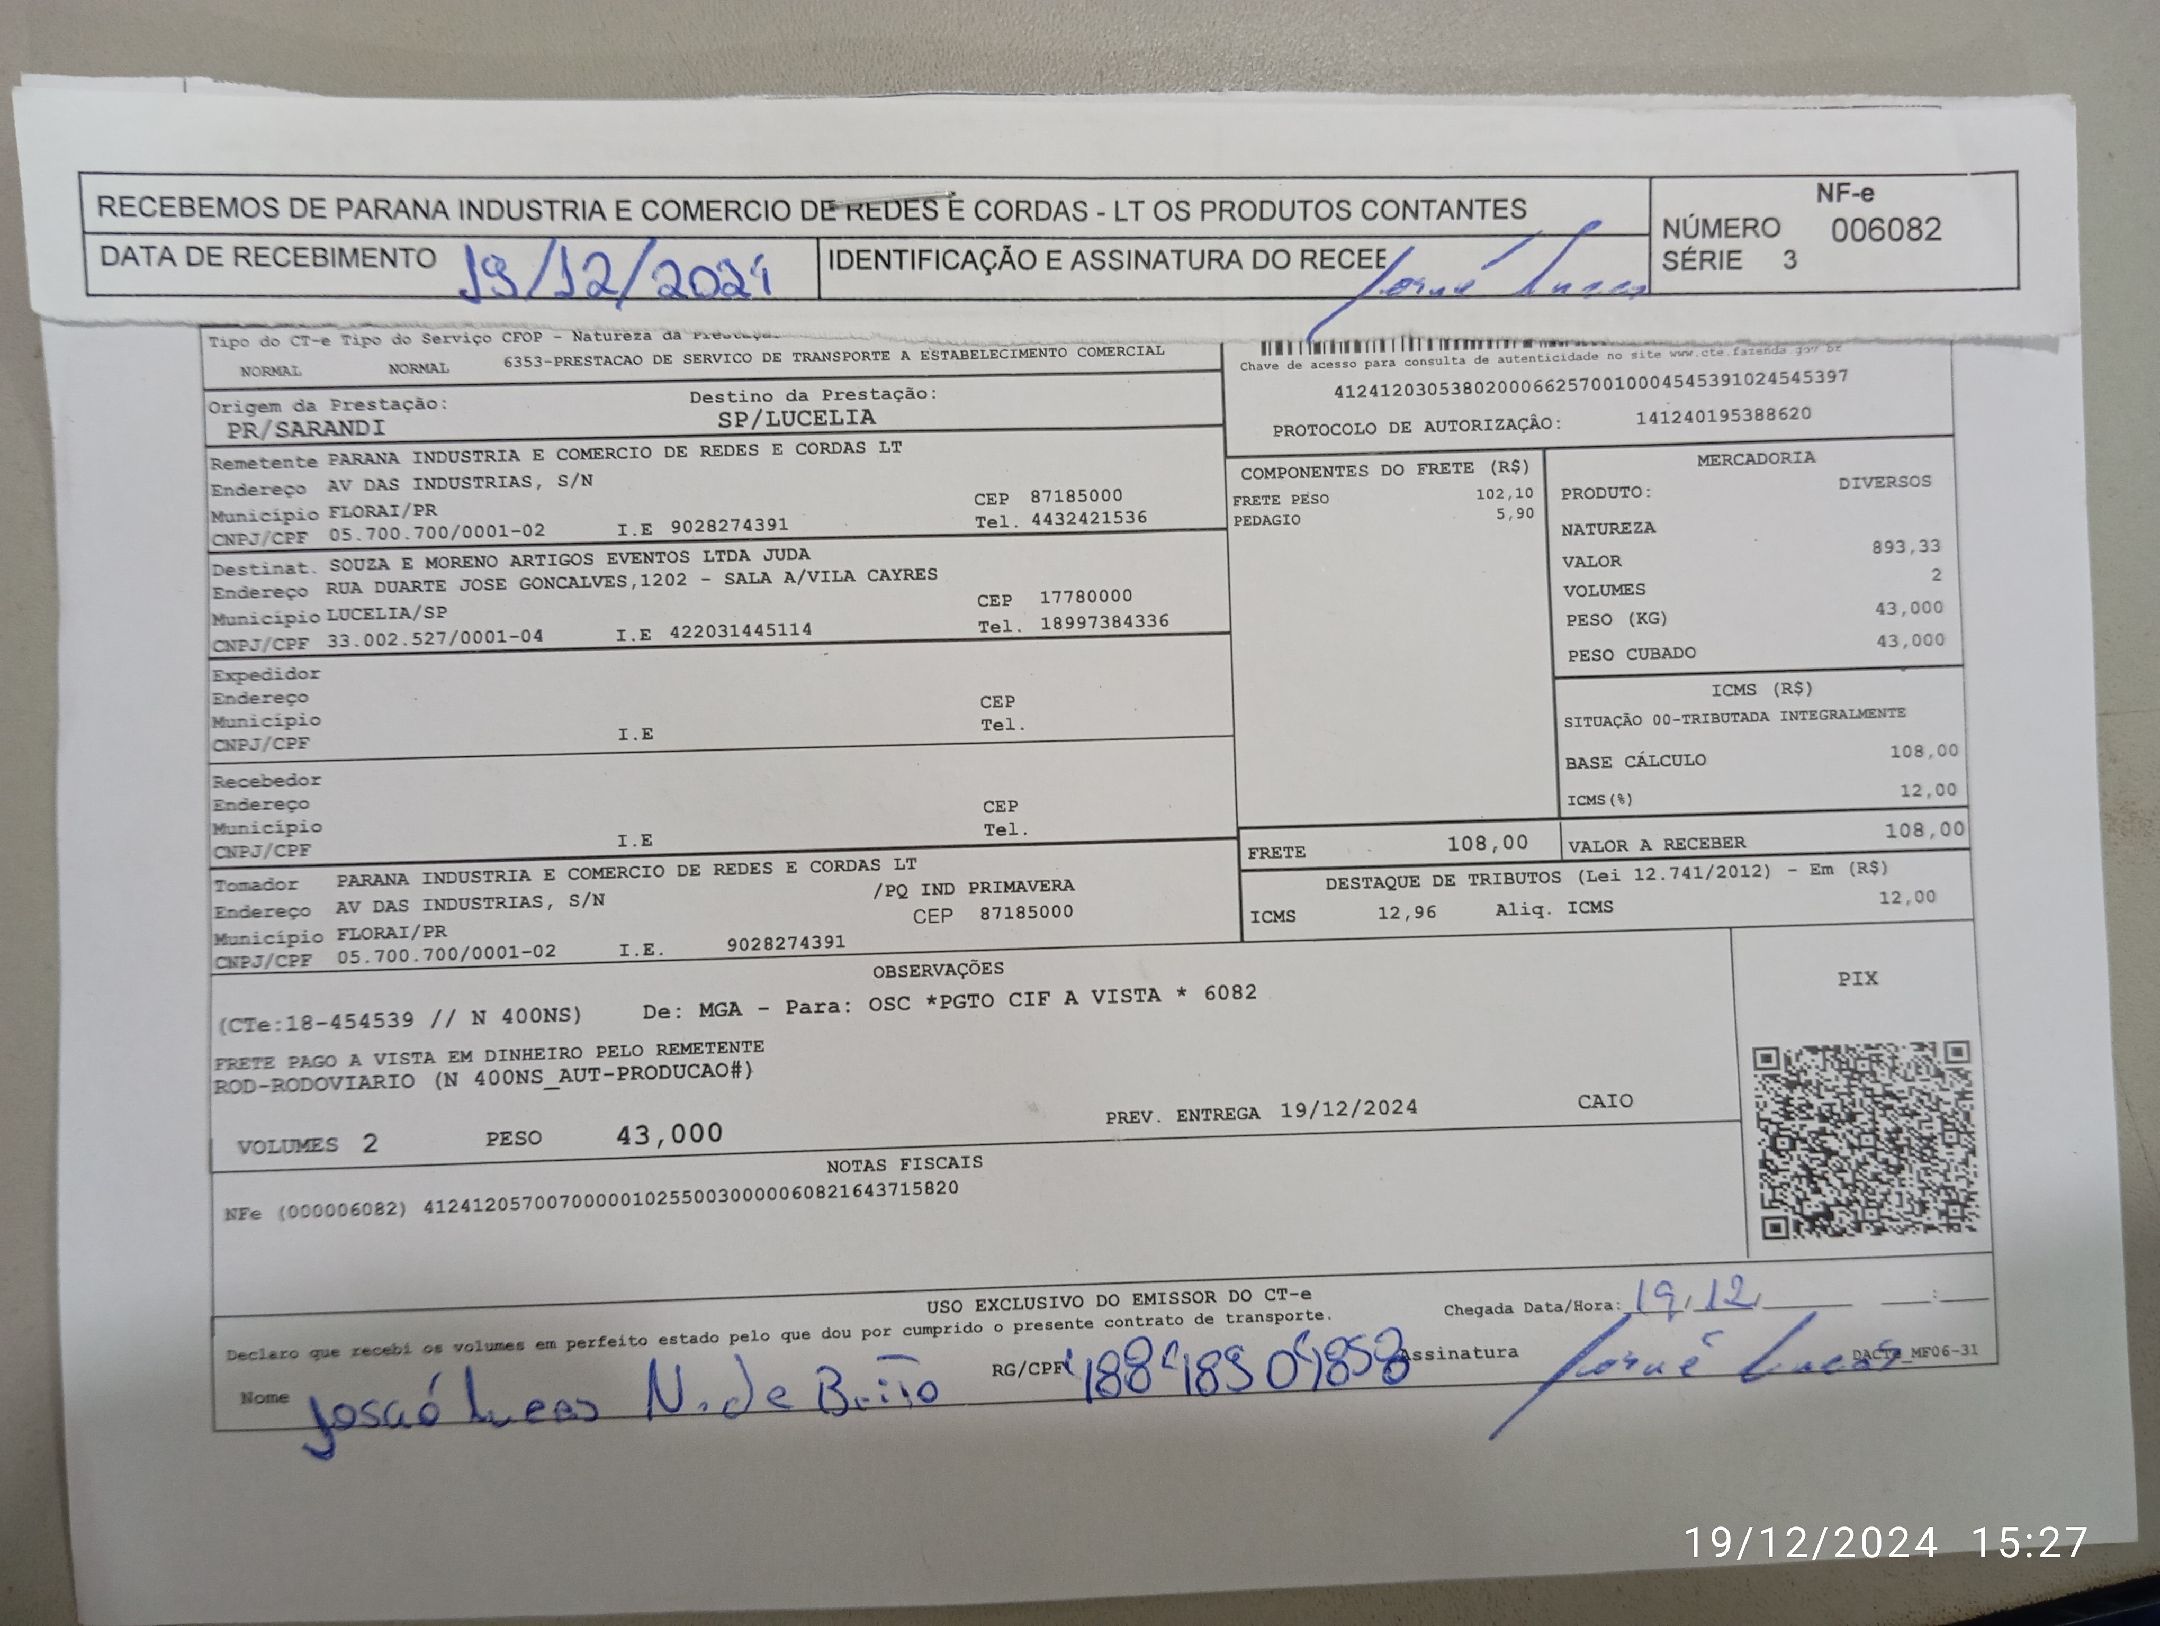 RECEBEMOS DE PARANA INDUSTRIA E COMERCIO DE REDES E CORDAS - LT OS PRODUTOS CONTANTES
NF-e
NÚMERO 006082
SÉRIE 3
DATA DE RECEBIMENTO 19/12/2024
IDENTIFICAÇÃO E ASSINATURA DO RECEE Josué Lucas
Tipo do CT-e Tipo do Serviço CFOP - Natureza da Prestação
NORMAL NORMAL 6353-PRESTACAO DE SERVICO DE TRANSPORTE A ESTABELECIMENTO COMERCIAL
Chave de acesso para consulta de autenticidade no site www.cte.fazenda.gov.br
41241203053802000662570010004545391024545397
PROTOCOLO DE AUTORIZAÇÂO: 141240195388620
Origem da Prestação: Destino da Prestação:
PR/SARANDI SP/LUCELIA
Remetente PARANA INDUSTRIA E COMERCIO DE REDES E CORDAS LT
Endereço AV DAS INDUSTRIAS, S/N CEP 87185000
Município FLORAI/PR Tel. 4432421536
CNPJ/CPF 05.700.700/0001-02 I.E 9028274391
Destinat. SOUZA E MORENO ARTIGOS EVENTOS LTDA JUDA
Endereço RUA DUARTE JOSE GONCALVES,1202 - SALA A/VILA CAYRES
Município LUCELIA/SP CEP 17780000
CNPJ/CPF 33.002.527/0001-04 I.E 422031445114 Tel. 18997384336
Expedidor
Endereço CEP
Município Tel.
CNPJ/CPF I.E
Recebedor
Endereço CEP
Município Tel.
CNPJ/CPF I.E
Tomador PARANA INDUSTRIA E COMERCIO DE REDES E CORDAS LT
Endereço AV DAS INDUSTRIAS, S/N /PQ IND PRIMAVERA
Município FLORAI/PR CEP 87185000
CNPJ/CPF 05.700.700/0001-02 I.E. 9028274391
COMPONENTES DO FRETE (R$)
FRETE PESO 102,10
PEDAGIO 5,90
MERCADORIA
PRODUTO: DIVERSOS
NATUREZA
VALOR 893,33
VOLUMES 2
PESO (KG) 43,000
PESO CUBADO 43,000
ICMS (R$)
SITUAÇÃO 00-TRIBUTADA INTEGRALMENTE
BASE CÁLCULO 108,00
ICMS(%) 12,00
FRETE 108,00 VALOR A RECEBER 108,00
DESTAQUE DE TRIBUTOS (Lei 12.741/2012) - Em (R$)
ICMS 12,96 Aliq. ICMS 12,00
OBSERVAÇÕES
(CTe:18-454539 // N 400NS) De: MGA - Para: OSC *PGTO CIF A VISTA * 6082
FRETE PAGO A VISTA EM DINHEIRO PELO REMETENTE
ROD-RODOVIARIO (N 400NS_AUT-PRODUCAO#)
VOLUMES 2 PESO 43,000 PREV. ENTREGA 19/12/2024 CAIO
PIX
NOTAS FISCAIS
NFe (000006082) 41241205700700000102550030000060821643715820
USO EXCLUSIVO DO EMISSOR DO CT-e
Declaro que recebi os volumes em perfeito estado pelo que dou por cumprido o presente contrato de transporte.
Chegada Data/Hora: 19/12/ :
Nome Josué Lucas N. de Brito RG/CPF Assinatura Josué Lucas
DACTE_MF06-31
19/12/2024 15:27